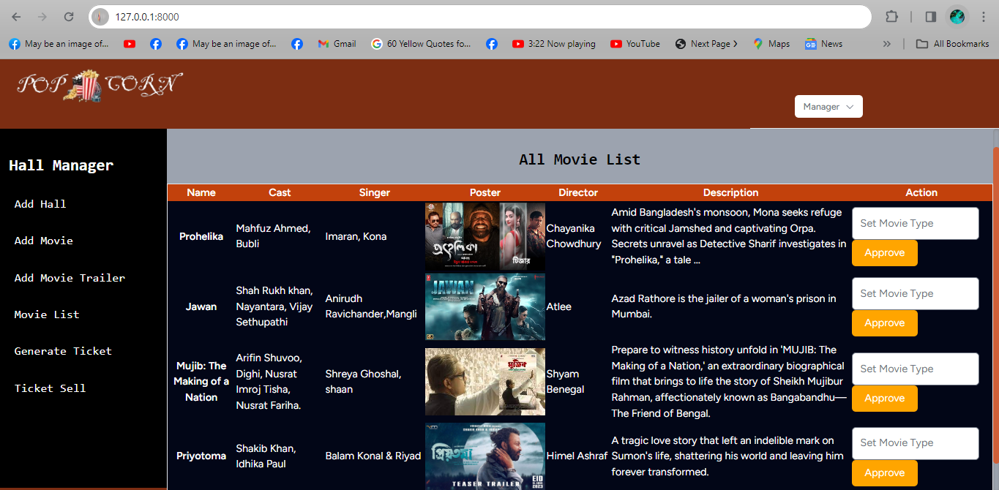 127.0.0.1:8000
May be an image of...
May be an image of...
Gmail
60 Yellow Quotes fo...
3:22 Now playing
YouTube
Next Page
Maps
News
All Bookmarks
POP CORN
Manager
Hall Manager
Add Hall
Add Movie
Add Movie Trailer
Movie List
Generate Ticket
Ticket Sell
All Movie List
Name Cast Singer Poster Director Description Action
Prohelika
Mahfuz Ahmed,
Bubli
Imaran, Kona
প্রহেলিকা
টিজার
Chayanika
Chowdhury
Amid Bangladesh's monsoon, Mona seeks refuge
with critical Jamshed and captivating Orpa.
Secrets unravel as Detective Sharif investigates in
"Prohelika," a tale ...
Set Movie Type
Approve
Jawan
Shah Rukh khan,
Nayantara, Vijay
Sethupathi
Anirudh
Ravichander,Mangli
JAWAN
Atlee
Azad Rathore is the jailer of a woman's prison in
Mumbai.
Set Movie Type
Approve
Mujib: The
Making of a
Nation
Arifin Shuvoo,
Dighi, Nusrat
Imroj Tisha,
Nusrat Fariha.
Shreya Ghoshal,
shaan
মুজিব
Shyam
Benegal
Prepare to witness history unfold in 'MUJIB: The
Making of a Nation,' an extraordinary biographical
film that brings to life the story of Sheikh Mujibur
Rahman, affectionately known as Bangabandhu—
The Friend of Bengal.
Set Movie Type
Approve
Priyotoma
Shakib Khan,
Idhika Paul
Balam Konal & Riyad
প্রিয়তমা
TEASER TRAILER
EID
2023
Himel Ashraf
A tragic love story that left an indelible mark on
Sumon's life, shattering his world and leaving him
forever transformed.
Set Movie Type
Approve